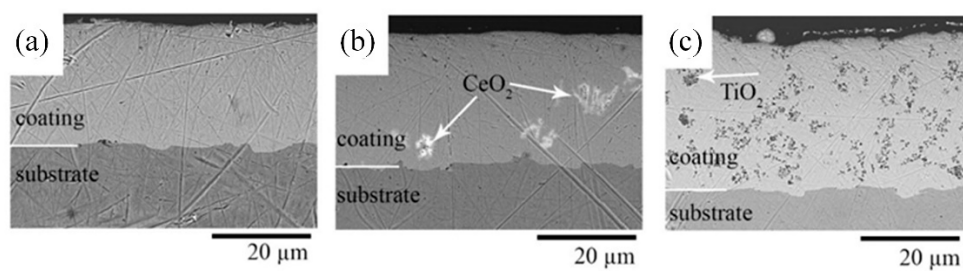 (a)
coating
substrate
20 μm
(b)
CeO₂
coating
substrate
20 μm
(c)
TiO₂
coating
substrate
20 μm